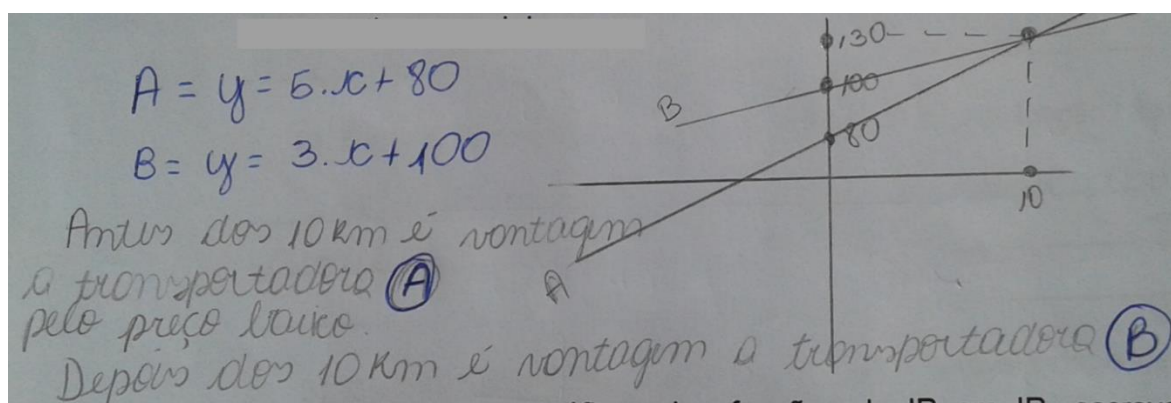 A = y = 5.x + 80
B = y = 3.x + 100
130
100
80
10
B
A
Antes dos 10 km é vantagem
a transportadora A
pelo preço baixo.
Depois dos 10 km é vantagem a transportadora B